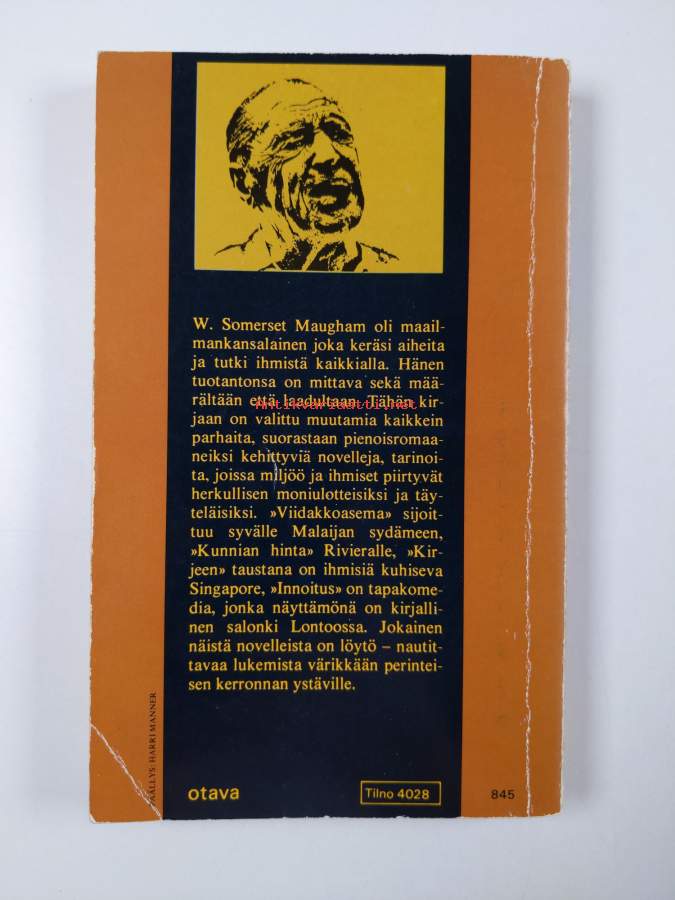 W. Somerset Maugham oli maail-
mankansalainen joka keräsi aiheita
ja tutki ihmistä kaikkialla. Hänen
tuotantonsa on mittava sekä mää-
rältään että laadultaan. Tähän kir-
Antikvariaatti.net
jaan on valittu muutamia kaikkein
parhaita, suorastaan pienoisromaa-
neiksi kehittyviä novelleja, tarinoi-
ta, joissa miljöö ja ihmiset piirtyvät
herkullisen moniulotteisiksi ja täy-
teläisiksi. »Viidakkoasema» sijoit-
tuu syvälle Malaijan sydämeen,
»Kunnian hinta» Rivieralle, »Kir-
jeen» taustana on ihmisiä kuhiseva
Singapore, »Innoitus» on tapakome-
dia, jonka näyttämönä on kirjalli-
nen salonki Lontoossa. Jokainen
näistä novelleista on löytö – nautit-
tavaa lukemista värikkään perintei-
sen kerronnan ystäville.
PÄÄLLYS: HARRI MANNER
otava
Tilno 4028
845